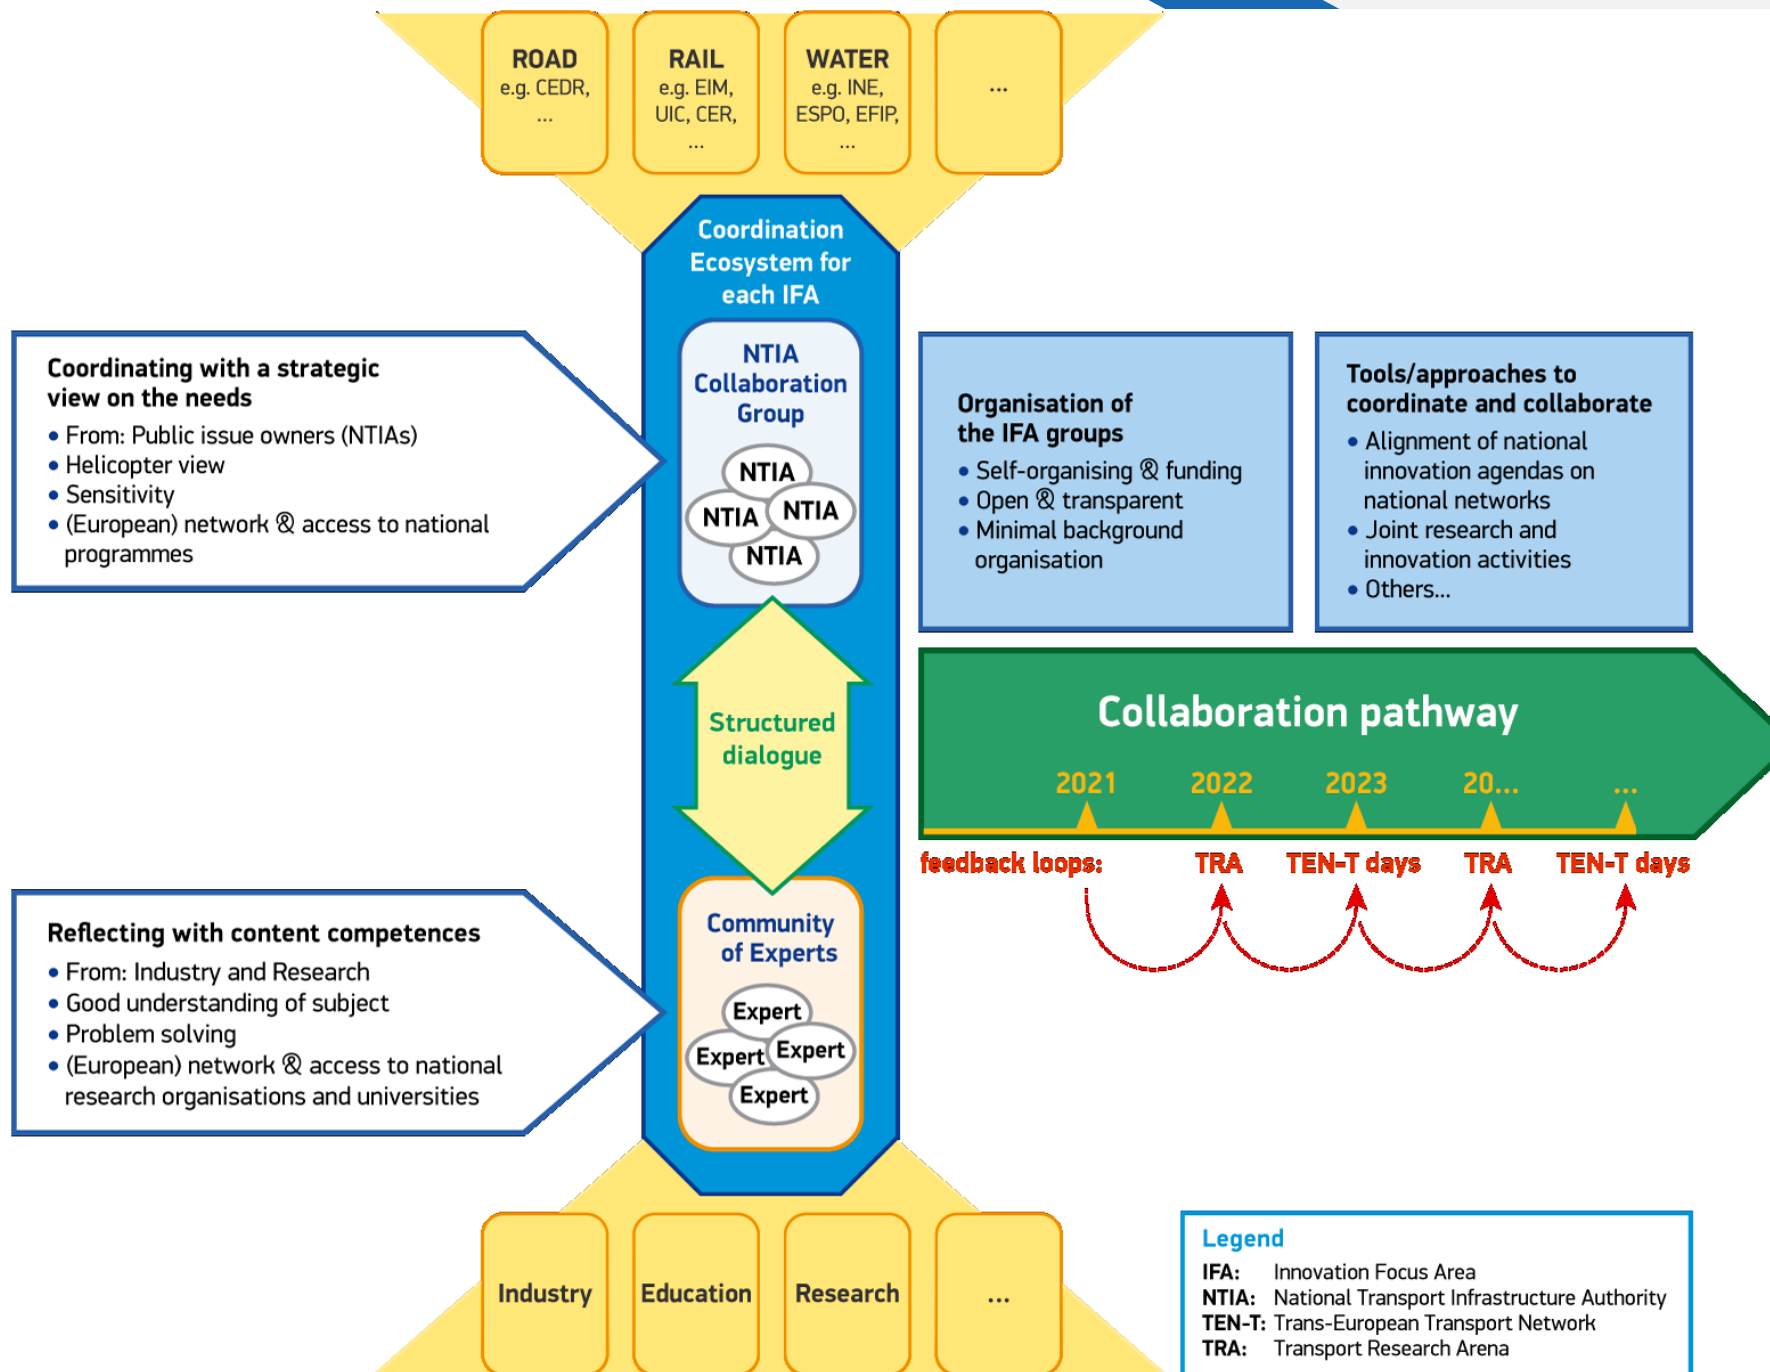 ROAD
e.g. CEDR,
...
RAIL
e.g. EIM,
UIC, CER,
...
WATER
e.g. INE,
ESPO, EFIP,
...
...
Coordination
Ecosystem for
each IFA
NTIA
Collaboration
Group
NTIA
NTIA
NTIA
NTIA
Structured
dialogue
Community
of Experts
Expert
Expert
Expert
Expert
Coordinating with a strategic
view on the needs
• From: Public issue owners (NTIAs)
• Helicopter view
• Sensitivity
• (European) network & access to national
programmes
Reflecting with content competences
• From: Industry and Research
• Good understanding of subject
• Problem solving
• (European) network & access to national
research organisations and universities
Organisation of
the IFA groups
• Self-organising & funding
• Open & transparent
• Minimal background
organisation
Tools/approaches to
coordinate and collaborate
• Alignment of national
innovation agendas on
national networks
• Joint research and
innovation activities
• Others...
Collaboration pathway
2021 2022 2023 20... ...
feedback loops: TRA TEN-T days TRA TEN-T days
Industry
Education
Research
...
Legend
IFA: Innovation Focus Area
NTIA: National Transport Infrastructure Authority
TEN-T: Trans-European Transport Network
TRA: Transport Research Arena